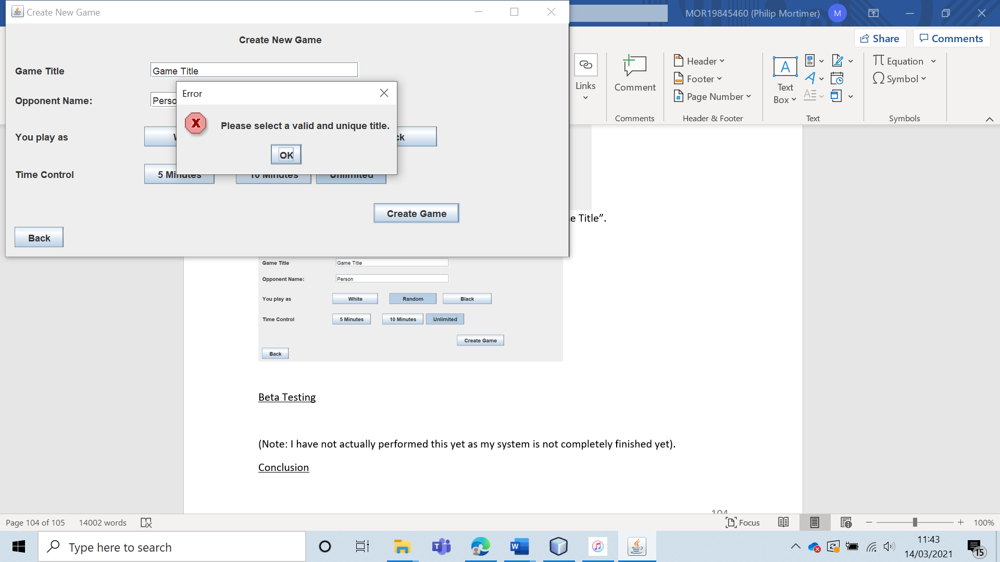 Create New Game
MOR19845460 (Philip Mortimer)
M
Share
Comments
Create New Game
Game Title
Game Title
Opponent Name:
Error
Please select a valid and unique title.
OK
You play as
Time Control
5 Minutes
10 Minutes
Unlimited
Create Game
Back
Links
Comment
Comments
Header
Footer
Page Number
Header & Footer
A
Text
Box
Text
Equation
Symbol
Symbols
e Title”.
Game Title
Game Title
Opponent Name:
Person
You play as
White
Random
Black
Time Control
5 Minutes
10 Minutes
Unlimited
Create Game
Back
Beta Testing
(Note: I have not actually performed this yet as my system is not completely finished yet).
Conclusion
104
Page 104 of 105
14002 words
Focus
100%
Type here to search
11:43
14/03/2021
15